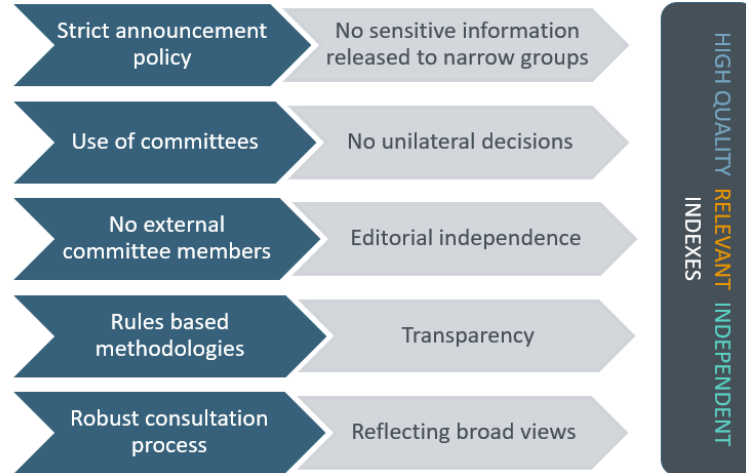 Strict announcement
policy
No sensitive information
released to narrow groups
Use of committees
No unilateral decisions
No external
committee members
Editorial independence
Rules based
methodologies
Transparency
Robust consultation
process
Reflecting broad views
HIGH QUALITY RELEVANT INDEPENDENT
INDEXES